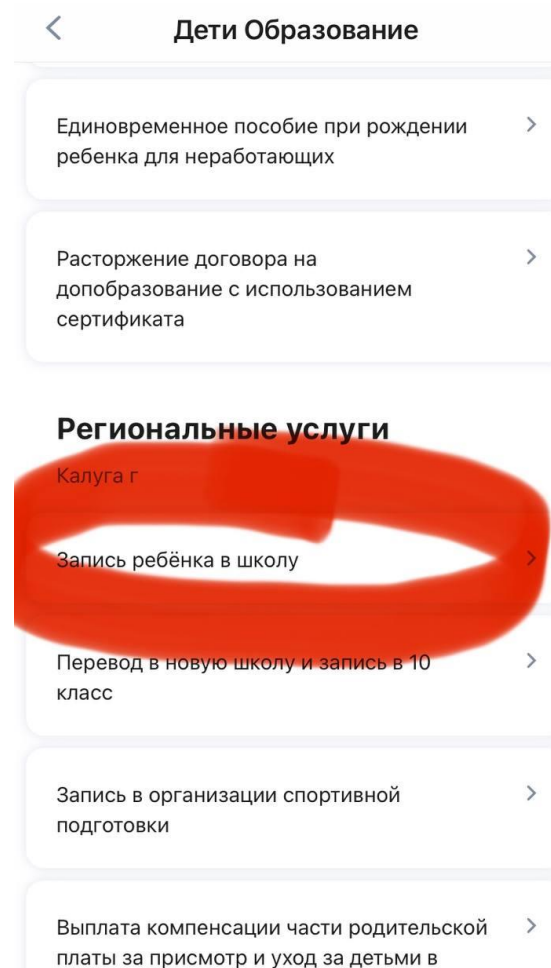 Дети Образование
Единовременное пособие при рождении
ребенка для неработающих
Расторжение договора на
допобразование с использованием
сертификата
Региональные услуги
Калуга г
Запись ребёнка в школу
Перевод в новую школу и запись в 10
класс
Запись в организации спортивной
подготовки
Выплата компенсации части родительской
платы за присмотр и уход за детьми в